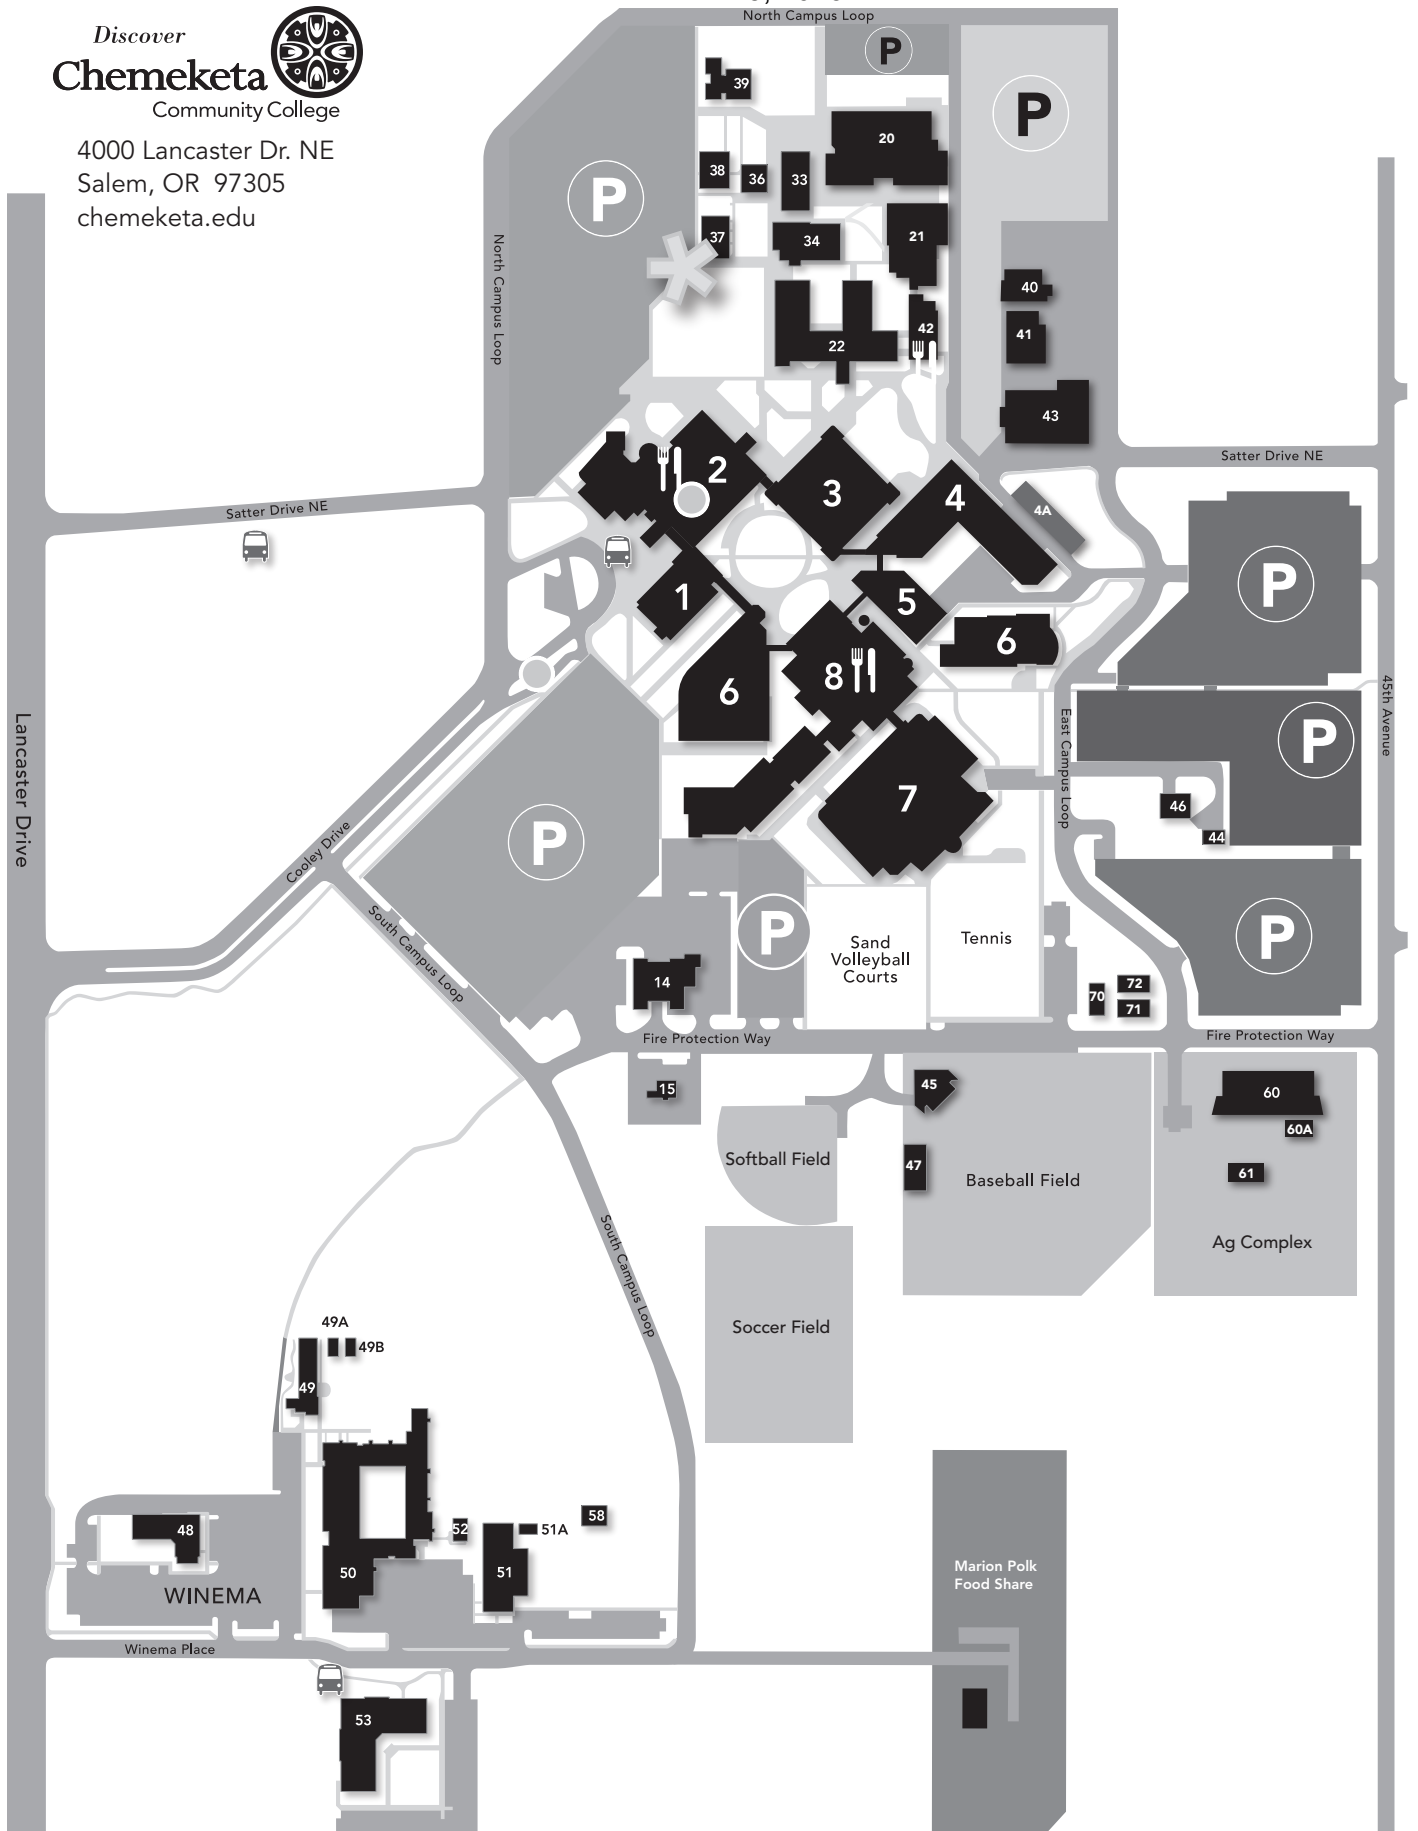 North Campus Loop
Discover
Chemeketa
Community College
4000 Lancaster Dr. NE
Salem, OR 97305
chemeketa.edu
P
P
P
39
20
38
36
33
37
34
21
North Campus Loop
40
42
41
22
43
Satter Drive NE
2
3
4
4A
Satter Drive NE
P
1
5
6
6
8
45th Avenue
Lancaster Drive
East Campus Loop
P
7
46
44
P
Cooley Drive
South Campus Loop
P
P
Sand
Volleyball
Courts
Tennis
14
72
70
71
Fire Protection Way
Fire Protection Way
15
45
60
60A
47
61
Softball Field
Baseball Field
Ag Complex
South Campus Loop
Soccer Field
49A
49B
49
58
52
51A
48
50
51
WINEMA
Marion Polk
Food Share
Winema Place
53